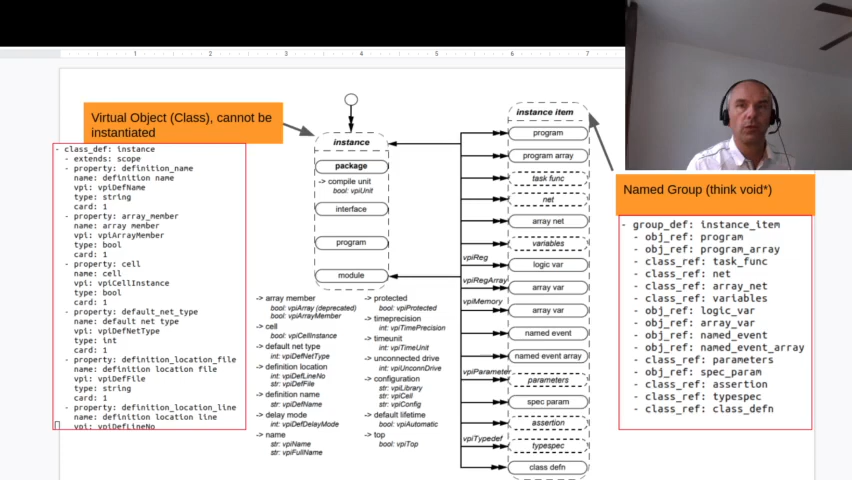 2
3
4
5
6
7
Virtual Object (Class), cannot be
instantiated
- class_def: instance
- extends: scope
- property: definition_name
name: definition name
vpi: vpiDefName
type: string
card: 1
- property: array_member
name: array member
vpi: vpiArrayMember
type: bool
card: 1
- property: cell
name: cell
vpi: vpiCellInstance
type: bool
card: 1
- property: default_net_type
name: default net type
vpi: vpiDefNetType
type: int
card: 1
- property: definition_location_file
name: definition location file
vpi: vpiDefFile
type: string
card: 1
- property: definition_location_line
name: definition location line
vpi: vpiDefLineNo
instance
package
-> compile unit
bool: vpiUnit
interface
program
module
-> array member
bool: vpiArray (deprecated)
bool: vpiArrayMember
-> cell
bool: vpiCellInstance
-> default net type
int: vpiDefNetType
-> definition location
int: vpiDefLineNo
str: vpiDefFile
-> definition name
str: vpiDefName
-> delay mode
int: vpiDefDelayMode
-> name
str: vpiName
str: vpiFullName
-> protected
bool: vpiProtected
-> timeprecision
int: vpiTimePrecision
-> timeunit
int: vpiTimeUnit
-> unconnected drive
int: vpiUnconnDrive
-> configuration
str: vpiLibrary
str: vpiCell
str: vpiConfig
-> default lifetime
bool: vpiAutomatic
-> top
bool: vpiTop
instance item
program
program array
task func
net
array net
variables
vpiReg
logic var
vpiRegArray
array var
vpiMemory
array var
named event
named event array
vpiParameter
parameters
spec param
assertion
vpiTypedef
typespec
class defn
Named Group (think void*)
- group_def: instance_item
- obj_ref: program
- obj_ref: program_array
- class_ref: task_func
- class_ref: net
- class_ref: array_net
- class_ref: variables
- obj_ref: logic_var
- obj_ref: array_var
- obj_ref: named_event
- obj_ref: named_event_array
- class_ref: parameters
- obj_ref: spec_param
- class_ref: assertion
- class_ref: typespec
- class_ref: class_defn